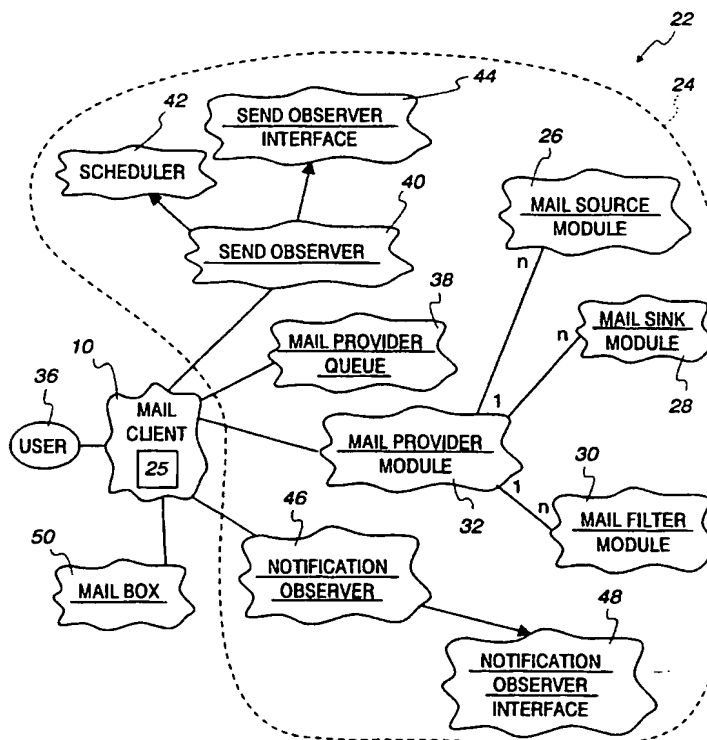 22
44
24
42
SEND OBSERVER
INTERFACE
26
SCHEDULER
40
MAIL SOURCE
MODULE
SEND OBSERVER
n
38
10
MAIL PROVIDER
QUEUE
n
MAIL SINK
MODULE
36
MAIL
CLIENT
1
28
USER
25
MAIL PROVIDER
MODULE
30
1
46
32
n
MAIL FILTER
MODULE
50
NOTIFICATION
OBSERVER
48
MAIL BOX
NOTIFICATION
OBSERVER
INTERFACE